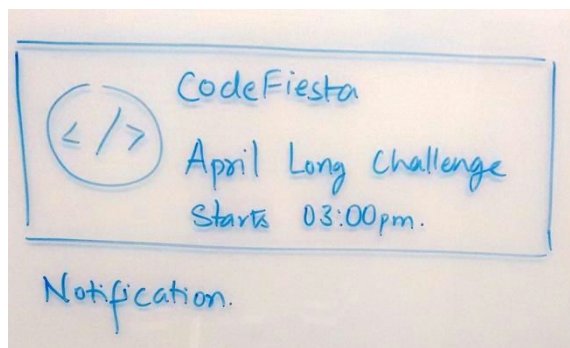 CodeFiesta
</>
April Long Challenge
Starts 03:00pm.
Notification.